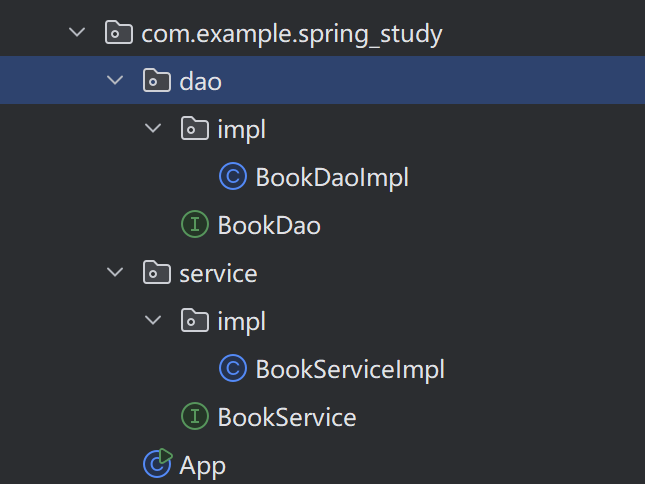 com.example.spring_study
dao
impl
C BookDaoImpl
I BookDao
service
impl
C BookServiceImpl
I BookService
C App